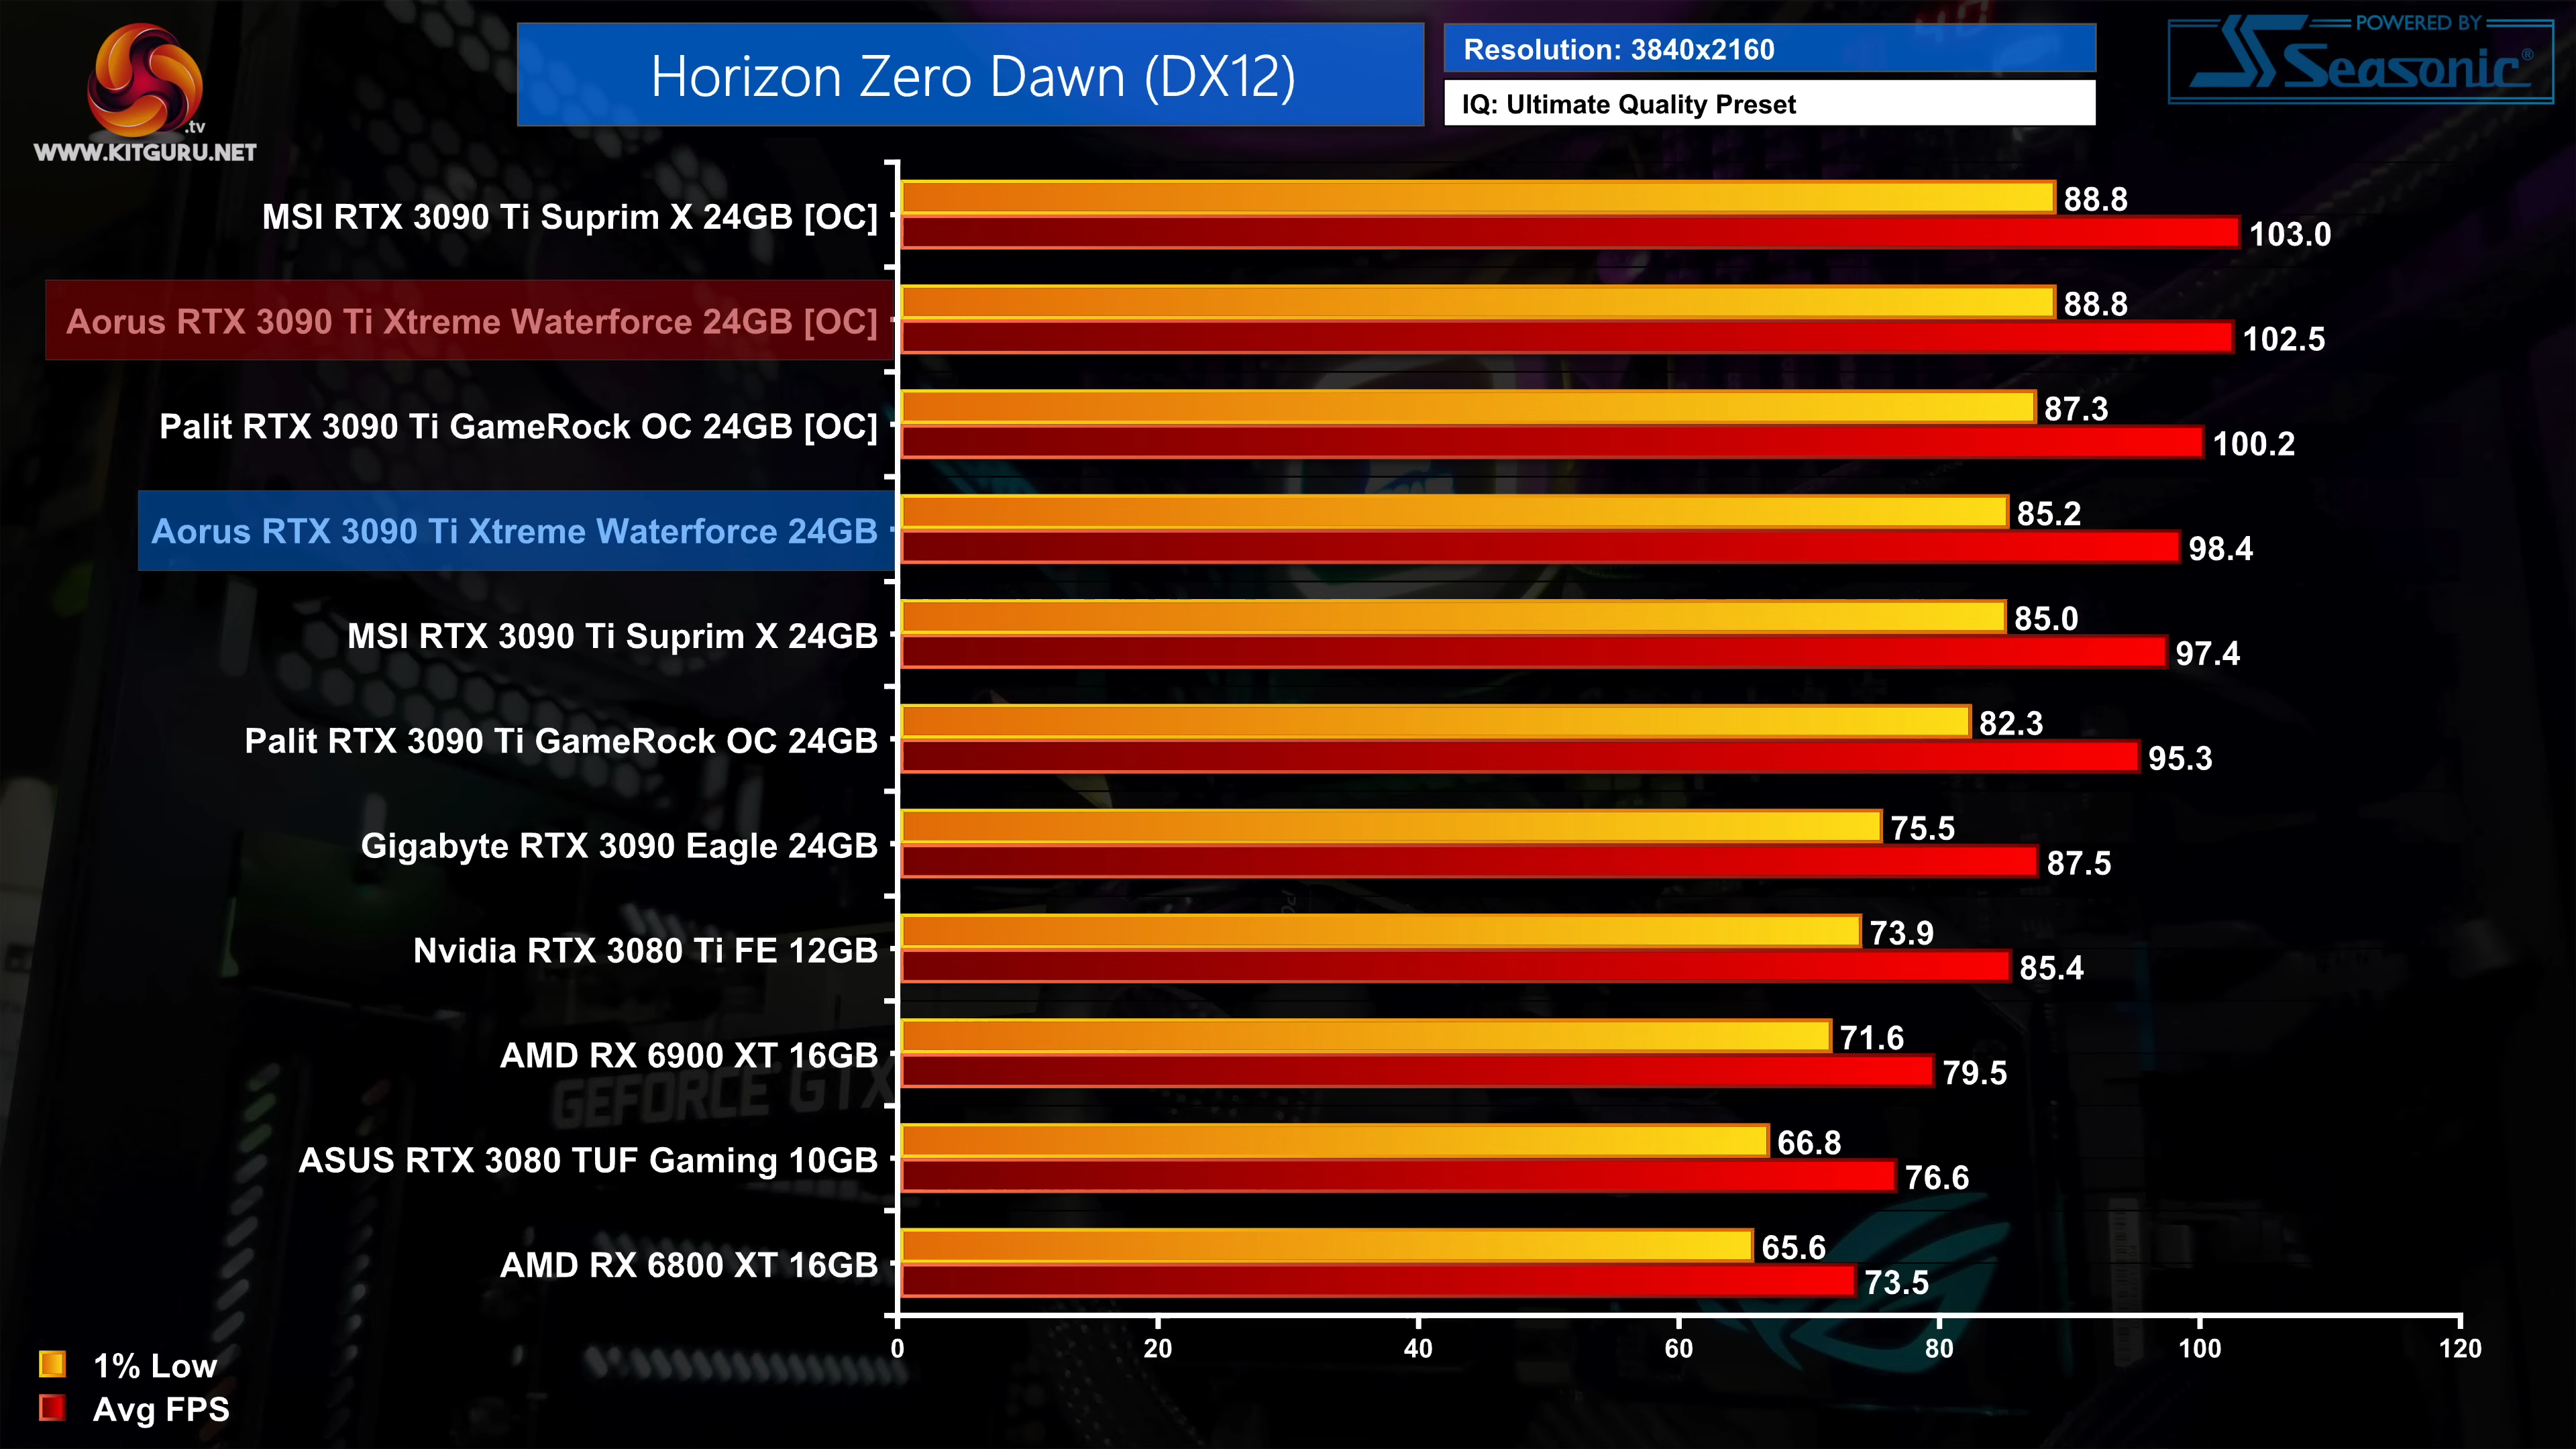 .tv
WWW.KITGURU.NET
Horizon Zero Dawn (DX12)
Resolution: 3840x2160
IQ: Ultimate Quality Preset
POWERED BY
Seasonic®
MSI RTX 3090 Ti Suprim X 24GB [OC]
88.8
103.0
Aorus RTX 3090 Ti Xtreme Waterforce 24GB [OC]
88.8
102.5
Palit RTX 3090 Ti GameRock OC 24GB [OC]
87.3
100.2
Aorus RTX 3090 Ti Xtreme Waterforce 24GB
85.2
98.4
MSI RTX 3090 Ti Suprim X 24GB
85.0
97.4
Palit RTX 3090 Ti GameRock OC 24GB
82.3
95.3
Gigabyte RTX 3090 Eagle 24GB
75.5
87.5
Nvidia RTX 3080 Ti FE 12GB
73.9
85.4
AMD RX 6900 XT 16GB
71.6
79.5
GEFORCE GTX
ASUS RTX 3080 TUF Gaming 10GB
66.8
76.6
AMD RX 6800 XT 16GB
65.6
73.5
0 20 40 60 80 100 120
1% Low
Avg FPS